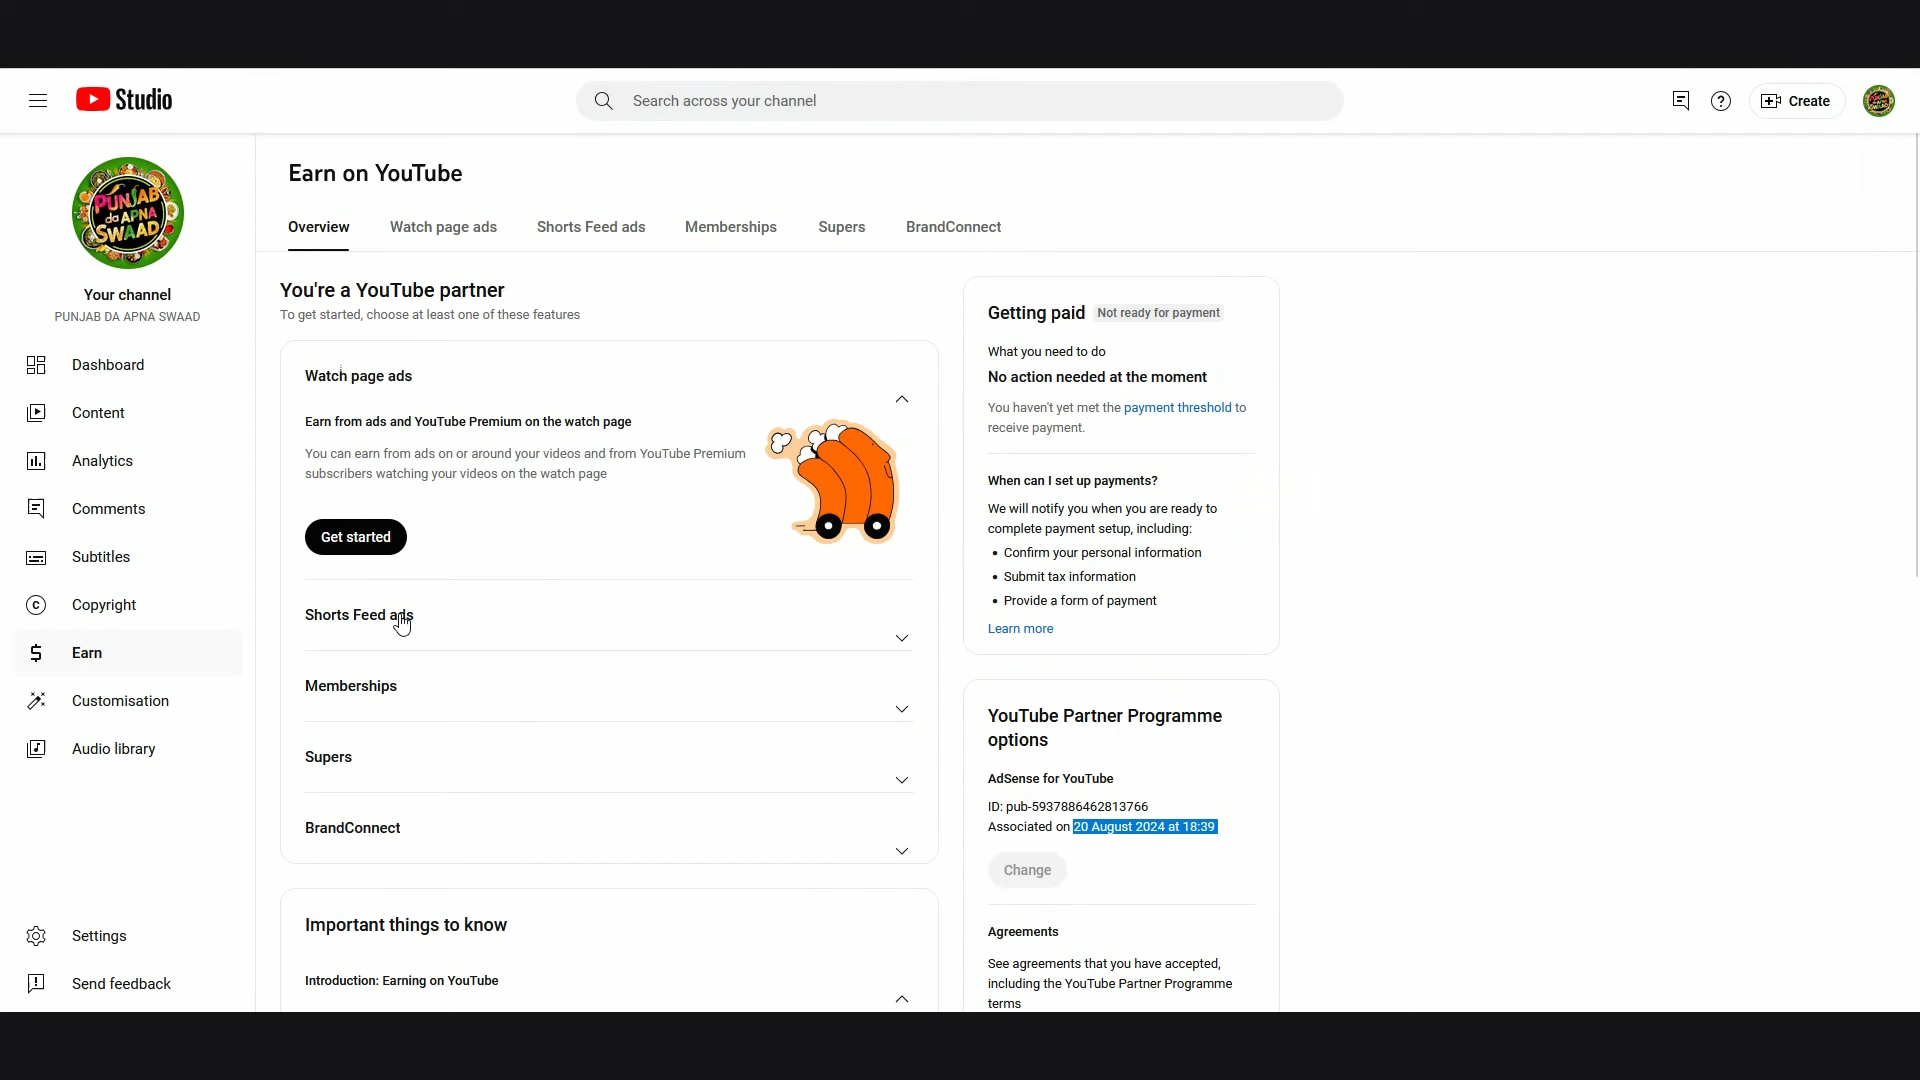 Studio
Search across your channel
Create
PUNJAB
da APNA
SWAAD
Your channel
PUNJAB DA APNA SWAAD
Dashboard
Content
Analytics
Comments
Subtitles
Copyright
Earn
Customisation
Audio library
Settings
Send feedback
Earn on YouTube
Overview
Watch page ads
Shorts Feed ads
Memberships
Supers
BrandConnect
You're a YouTube partner
To get started, choose at least one of these features
Watch page ads
Earn from ads and YouTube Premium on the watch page
You can earn from ads on or around your videos and from YouTube Premium
subscribers watching your videos on the watch page
Get started
Shorts Feed ads
Memberships
Supers
BrandConnect
Important things to know
Introduction: Earning on YouTube
Getting paid Not ready for payment
What you need to do
No action needed at the moment
You haven't yet met the payment threshold to
receive payment.
When can I set up payments?
We will notify you when you are ready to
complete payment setup, including:
• Confirm your personal information
• Submit tax information
• Provide a form of payment
Learn more
YouTube Partner Programme
options
AdSense for YouTube
ID: pub-5937886462813766
Associated on 20 August 2024 at 18:39
Change
Agreements
See agreements that you have accepted,
including the YouTube Partner Programme
terms